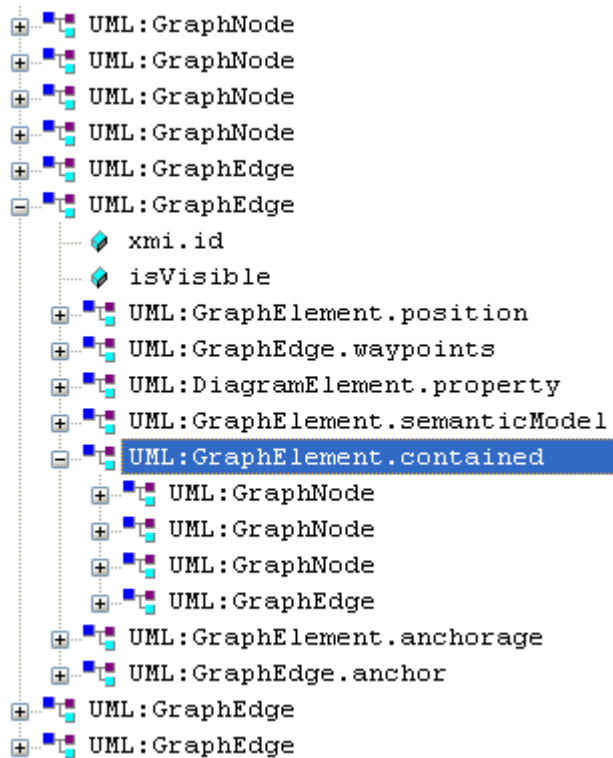 UML:GraphNode
UML:GraphNode
UML:GraphNode
UML:GraphNode
UML:GraphEdge
UML:GraphEdge
xmi.id
isVisible
UML:GraphElement.position
UML:GraphEdge.waypoints
UML:DiagramElement.property
UML:GraphElement.semanticModel
UML:GraphElement.contained
UML:GraphNode
UML:GraphNode
UML:GraphNode
UML:GraphEdge
UML:GraphElement.anchorage
UML:GraphEdge.anchor
UML:GraphEdge
UML:GraphEdge